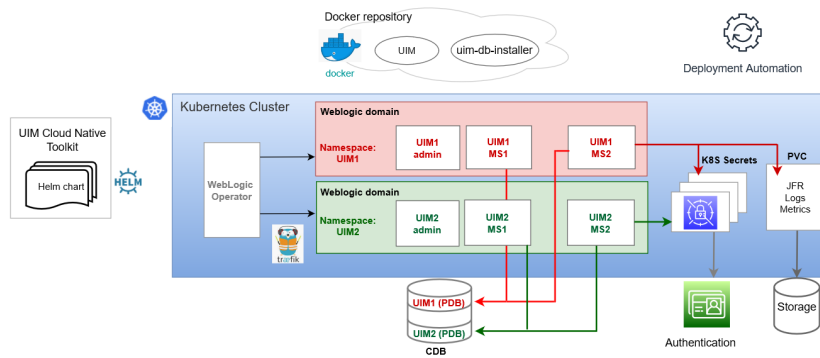 Docker repository
docker
UIM
uim-db-installer
Deployment Automation
UIM Cloud Native
Toolkit
Helm chart
HELM
Kubernetes Cluster
WebLogic
Operator
træfik
Weblogic domain
Namespace:
UIM1
UIM1
admin
UIM1
MS1
UIM1
MS2
Weblogic domain
Namespace:
UIM2
UIM2
admin
UIM2
MS1
UIM2
MS2
K8S Secrets
PVC
JFR
Logs
Metrics
UIM1 (PDB)
UIM2 (PDB)
CDB
Authentication
Storage